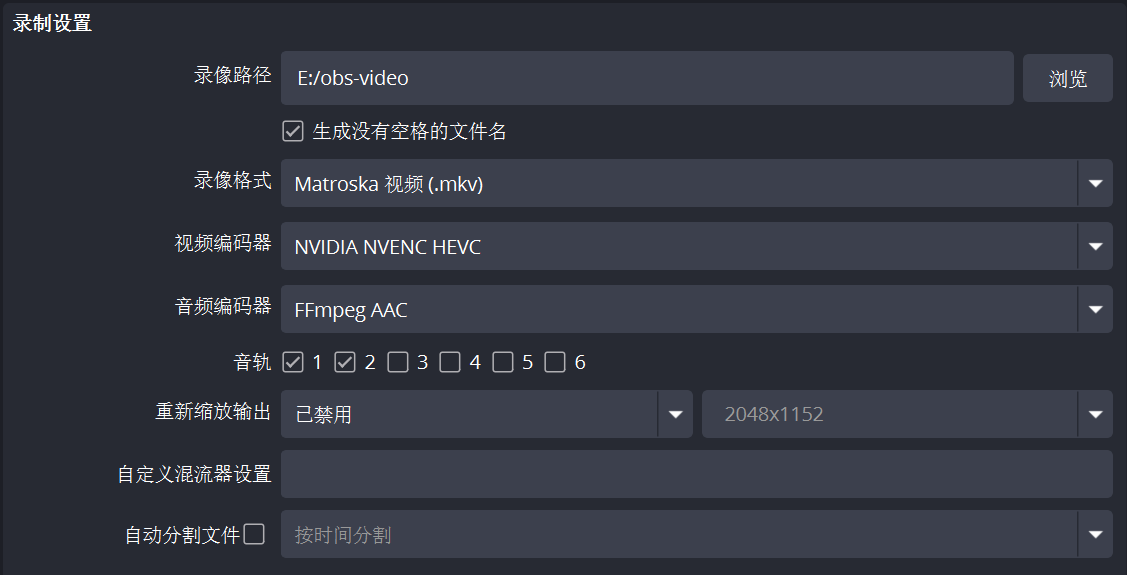 录制设置
录像路径 E:/obs-video 浏览
生成没有空格的文件名
录像格式 Matroska 视频 (.mkv)
视频编码器 NVIDIA NVENC HEVC
音频编码器 FFmpeg AAC
音轨 1 2 3 4 5 6
重新缩放输出 已禁用 2048x1152
自定义混流器设置
自动分割文件 按时间分割